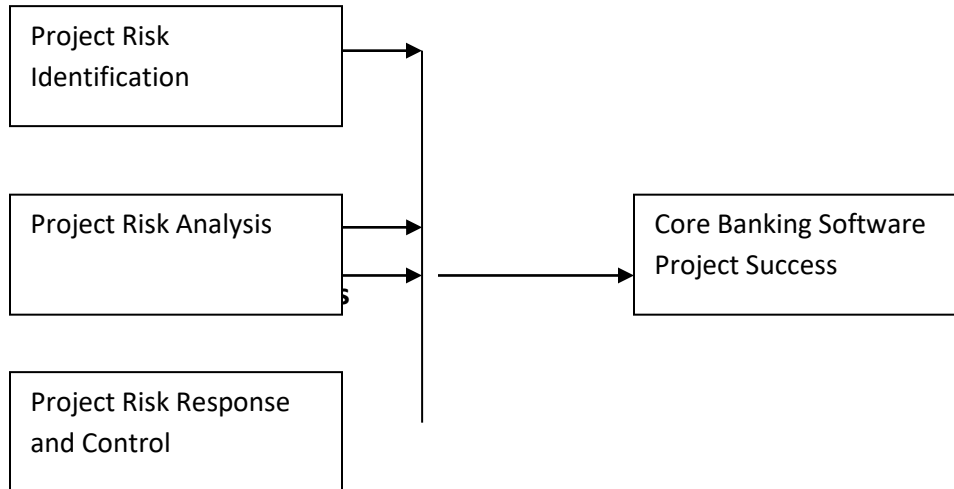 Project Risk
Identification
Project Risk Analysis
Core Banking Software
Project Success
s
Project Risk Response
and Control